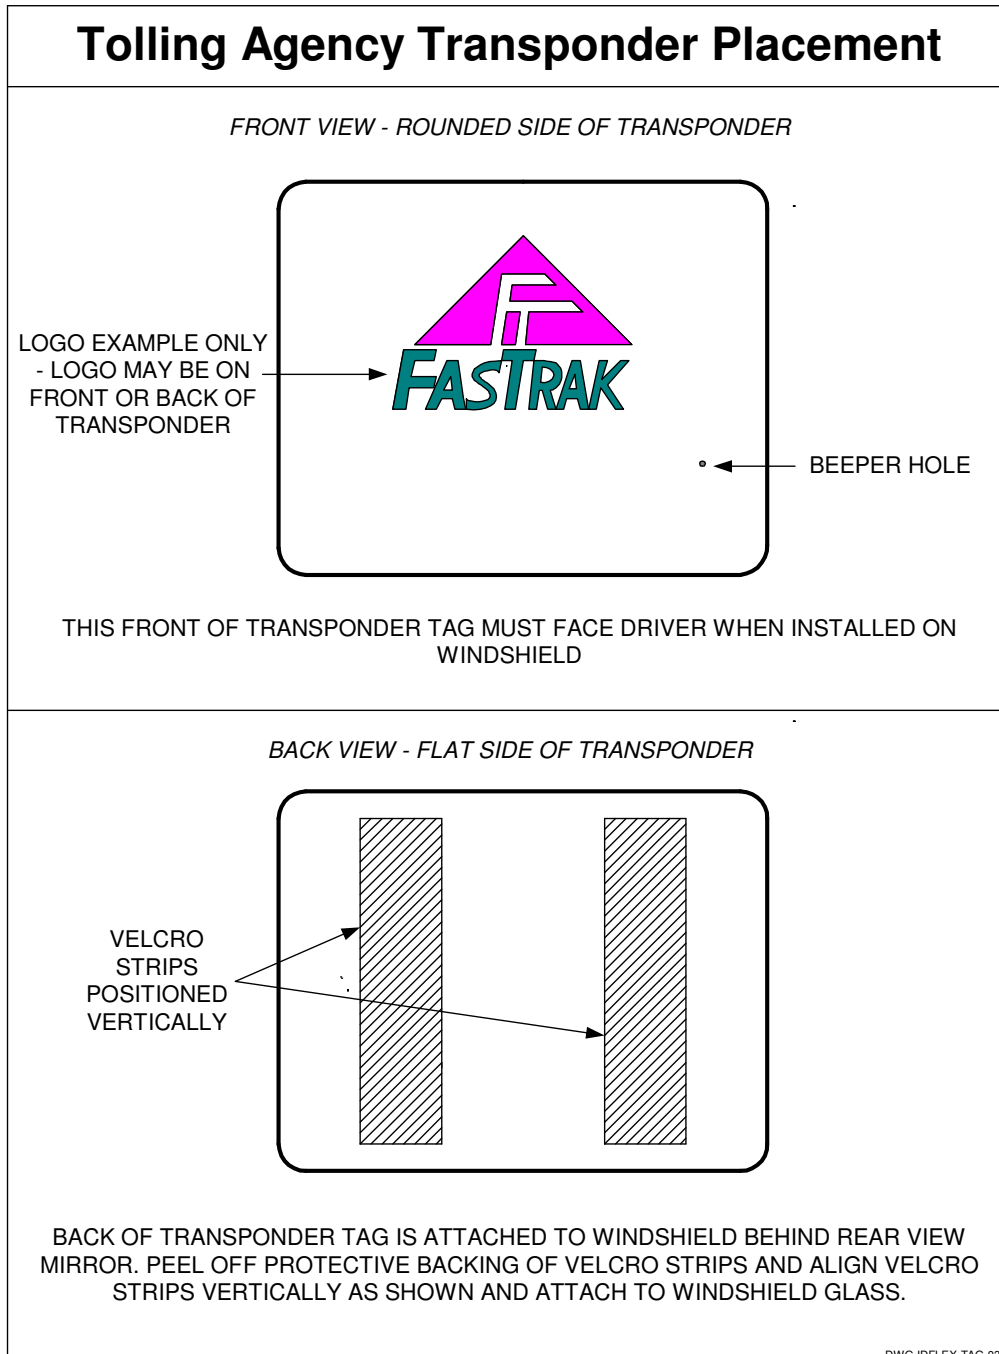 Tolling Agency Transponder Placement
FRONT VIEW - ROUNDED SIDE OF TRANSPONDER
LOGO EXAMPLE ONLY
- LOGO MAY BE ON
FRONT OR BACK OF
TRANSPONDER
FT
FASTRAK
BEEPER HOLE
THIS FRONT OF TRANSPONDER TAG MUST FACE DRIVER WHEN INSTALLED ON
WINDSHIELD
BACK VIEW - FLAT SIDE OF TRANSPONDER
VELCRO
STRIPS
POSITIONED
VERTICALLY
BACK OF TRANSPONDER TAG IS ATTACHED TO WINDSHIELD BEHIND REAR VIEW
MIRROR. PEEL OFF PROTECTIVE BACKING OF VELCRO STRIPS AND ALIGN VELCRO
STRIPS VERTICALLY AS SHOWN AND ATTACH TO WINDSHIELD GLASS.